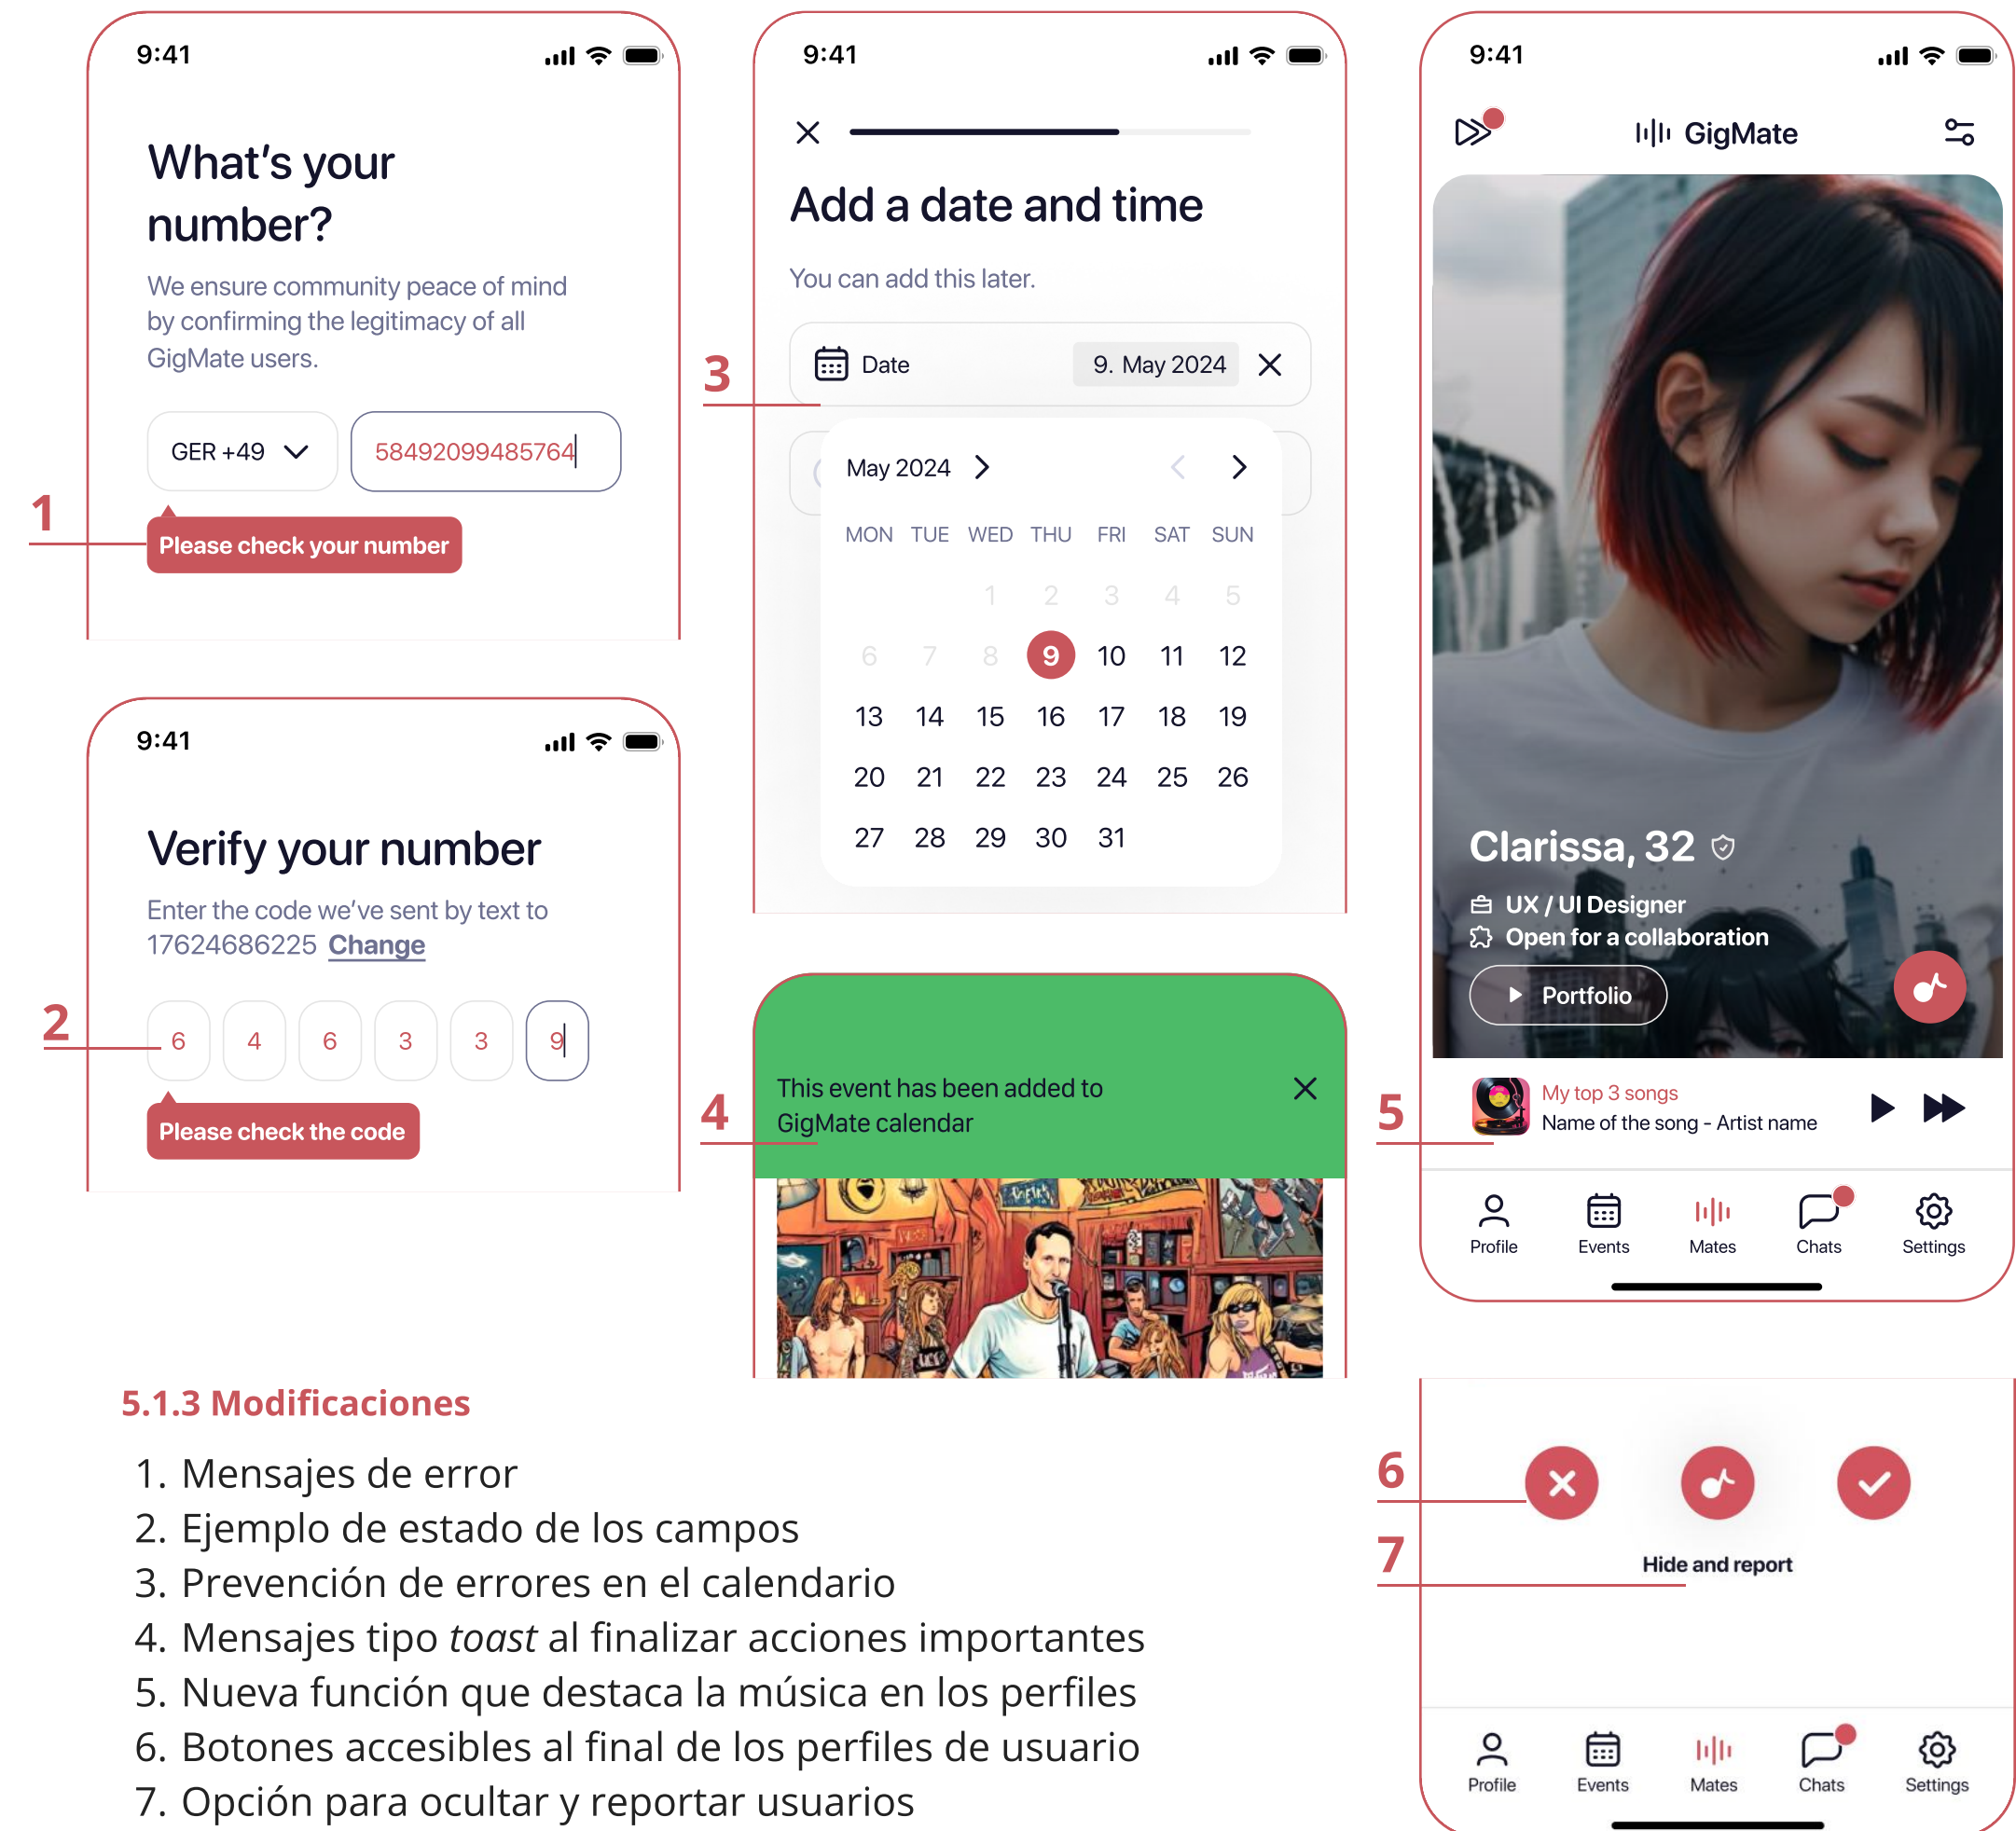 9:41
What's your
number?
We ensure community peace of mind
by confirming the legitimacy of all
GigMate users.
GER +49
58492099485764
1
Please check your number
9:41
Verify your number
Enter the code we've sent by text to
17624686225 Change
2
6 4 6 3 3 9
Please check the code
9:41
Add a date and time
You can add this later.
3
Date 9. May 2024
May 2024
MON TUE WED THU FRI SAT SUN
1 2 3 4 5
6 7 8 9 10 11 12
13 14 15 16 17 18 19
20 21 22 23 24 25 26
27 28 29 30 31
4
This event has been added to
GigMate calendar
9:41
GigMate
Clarissa, 32
UX / UI Designer
Open for a collaboration
Portfolio
5
My top 3 songs
Name of the song - Artist name
Profile Events Mates Chats Settings
6
7
Hide and report
Profile Events Mates Chats Settings
5.1.3 Modificaciones
1. Mensajes de error
2. Ejemplo de estado de los campos
3. Prevención de errores en el calendario
4. Mensajes tipo toast al finalizar acciones importantes
5. Nueva función que destaca la música en los perfiles
6. Botones accesibles al final de los perfiles de usuario
7. Opción para ocultar y reportar usuarios